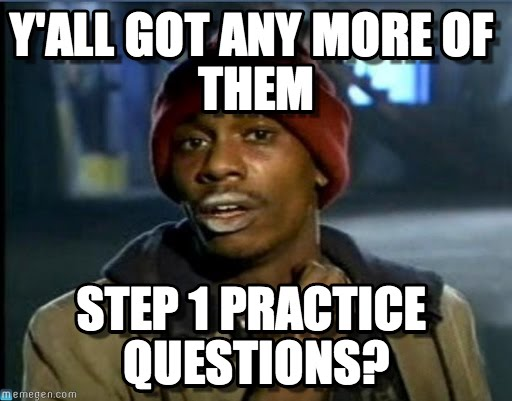 Y'ALL GOT ANY MORE OF
THEM
STEP 1 PRACTICE
QUESTIONS?
memegen.com